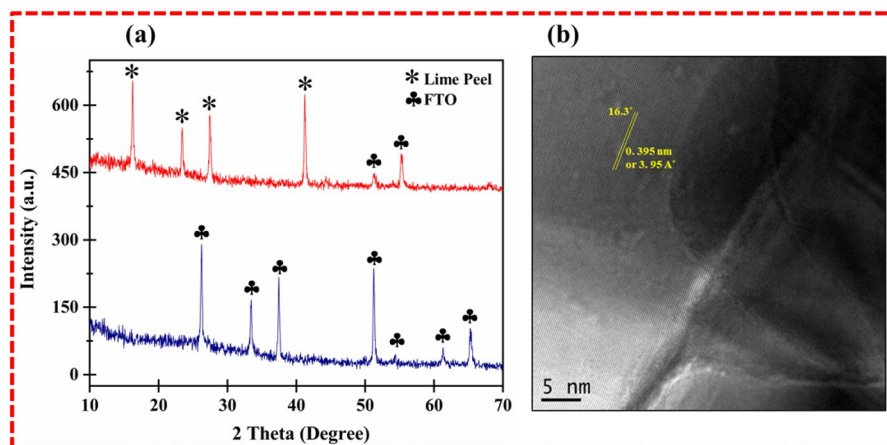 (a)
(b)
* Lime Peel
♣ FTO
600
450
300
150
0
Intensity (a.u.)
10 20 30 40 50 60 70
2 Theta (Degree)
16.3°
0.395 nm
or 3.95 A°
5 nm